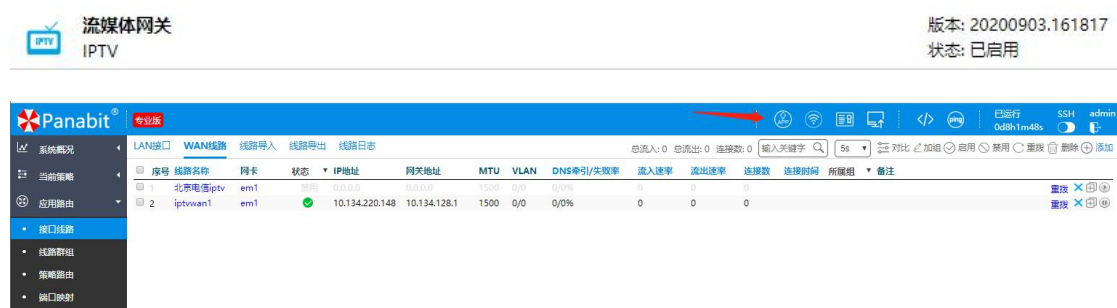 流媒体网关
IPTV
IPTV
版本: 20200903.161817
状态: 已启用
Panabit® 专业版
APP
</>
ping
已运行
0d8h1m48s
SSH
admin
系统概况
当前策略
应用路由
接口线路
线路群组
策略路由
端口映射
LAN接口 WAN线路 线路导入 线路导出 线路日志
总流入: 0 总流出: 0 连接数: 0 输入关键字 5s 对比 加组 启用 禁用 重拨 删除 添加
序号 线路名称 网卡 状态 IP地址 网关地址 MTU VLAN DNS牵引/失败率 流入速率 流出速率 连接数 连接时间 所属组 备注
1 北京电信iptv em1 禁用 0.0.0.0 0.0.0.0 1500 0/0 0/0% 0 0 0 重拨
2 iptvwan1 em1 10.134.220.148 10.134.128.1 1500 0/0 0/0% 0 0 0 重拨